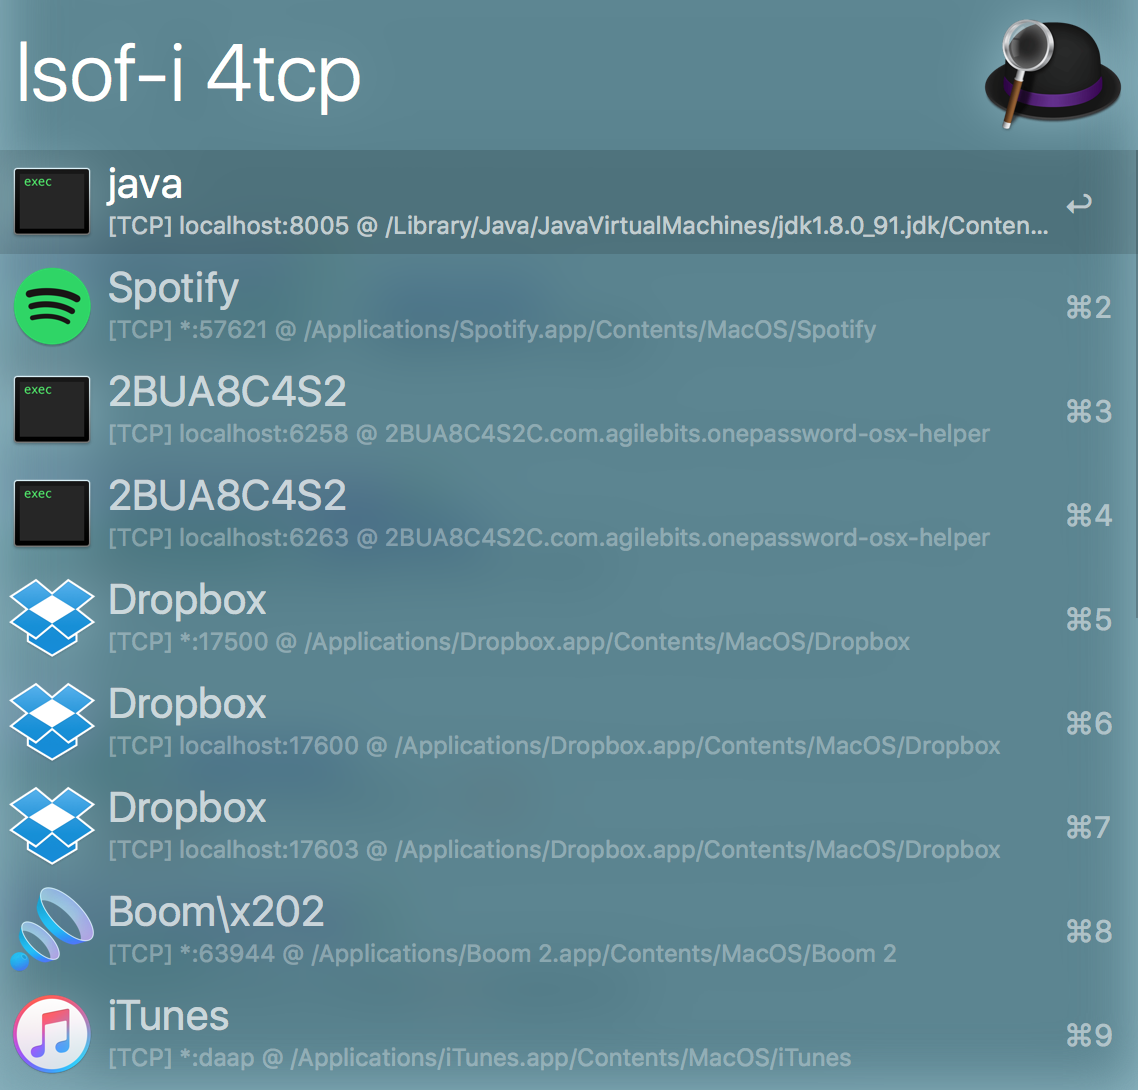 lsof-i 4tcp
exec
java
[TCP] localhost:8005 @ /Library/Java/JavaVirtualMachines/jdk1.8.0_91.jdk/Conten...
↩
Spotify
[TCP] *:57621 @ /Applications/Spotify.app/Contents/MacOS/Spotify
⌘2
exec
2BUA8C4S2
[TCP] localhost:6258 @ 2BUA8C4S2C.com.agilebits.onepassword-osx-helper
⌘3
exec
2BUA8C4S2
[TCP] localhost:6263 @ 2BUA8C4S2C.com.agilebits.onepassword-osx-helper
⌘4
Dropbox
[TCP] *:17500 @ /Applications/Dropbox.app/Contents/MacOS/Dropbox
⌘5
Dropbox
[TCP] localhost:17600 @ /Applications/Dropbox.app/Contents/MacOS/Dropbox
⌘6
Dropbox
[TCP] localhost:17603 @ /Applications/Dropbox.app/Contents/MacOS/Dropbox
⌘7
Boom\x202
[TCP] *:63944 @ /Applications/Boom 2.app/Contents/MacOS/Boom 2
⌘8
iTunes
[TCP] *:daap @ /Applications/iTunes.app/Contents/MacOS/iTunes
⌘9